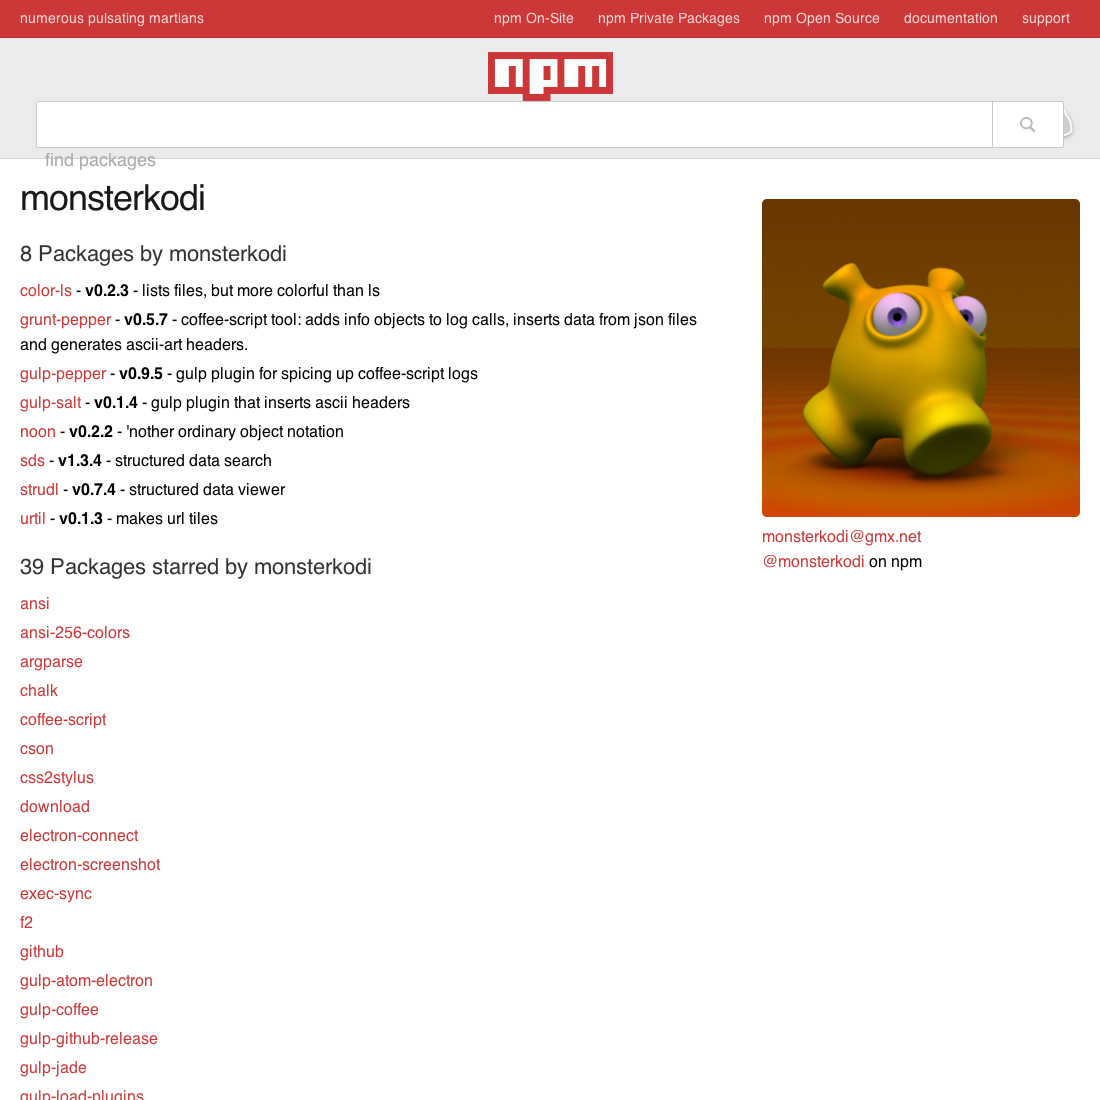 numerous pulsating martians
npm On-Site
npm Private Packages
npm Open Source
documentation
support
npm
find packages
monsterkodi
8 Packages by monsterkodi
color-ls - v0.2.3 - lists files, but more colorful than ls
grunt-pepper - v0.5.7 - coffee-script tool: adds info objects to log calls, inserts data from json files
and generates ascii-art headers.
gulp-pepper - v0.9.5 - gulp plugin for spicing up coffee-script logs
gulp-salt - v0.1.4 - gulp plugin that inserts ascii headers
noon - v0.2.2 - 'nother ordinary object notation
sds - v1.3.4 - structured data search
strudl - v0.7.4 - structured data viewer
urtil - v0.1.3 - makes url tiles
monsterkodi@gmx.net
@monsterkodi on npm
39 Packages starred by monsterkodi
ansi
ansi-256-colors
argparse
chalk
coffee-script
cson
css2stylus
download
electron-connect
electron-screenshot
exec-sync
f2
github
gulp-atom-electron
gulp-coffee
gulp-github-release
gulp-jade
gulp-load-plugins